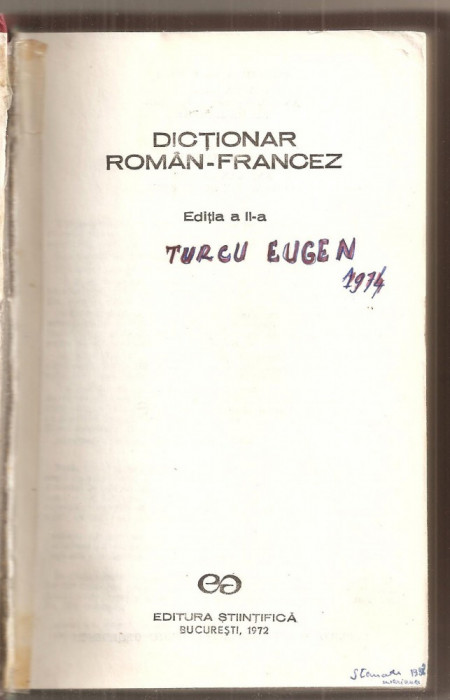 DICȚIONAR
ROMÂN-FRANCEZ
Ediția a II-a
TURCU EUGEN
1974
EDITURA ȘTIINȚIFICĂ
BUCUREȘTI, 1972